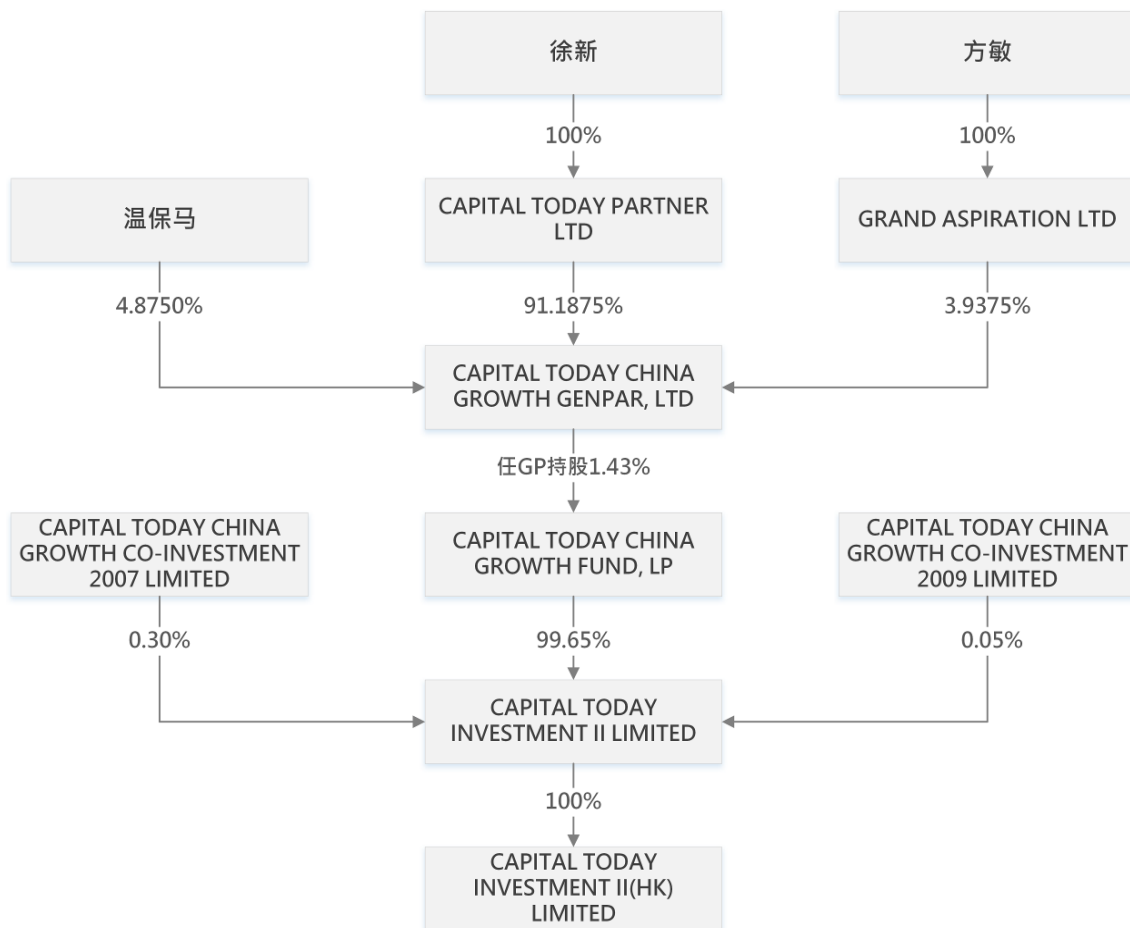 徐新
方敏
100%
100%
温保马
CAPITAL TODAY PARTNER
LTD
GRAND ASPIRATION LTD
4.8750%
91.1875%
3.9375%
CAPITAL TODAY CHINA
GROWTH GENPAR, LTD
任GP持股1.43%
CAPITAL TODAY CHINA
GROWTH CO-INVESTMENT
2007 LIMITED
CAPITAL TODAY CHINA
GROWTH FUND, LP
CAPITAL TODAY CHINA
GROWTH CO-INVESTMENT
2009 LIMITED
0.30%
99.65%
0.05%
CAPITAL TODAY
INVESTMENT II LIMITED
100%
CAPITAL TODAY
INVESTMENT II(HK)
LIMITED